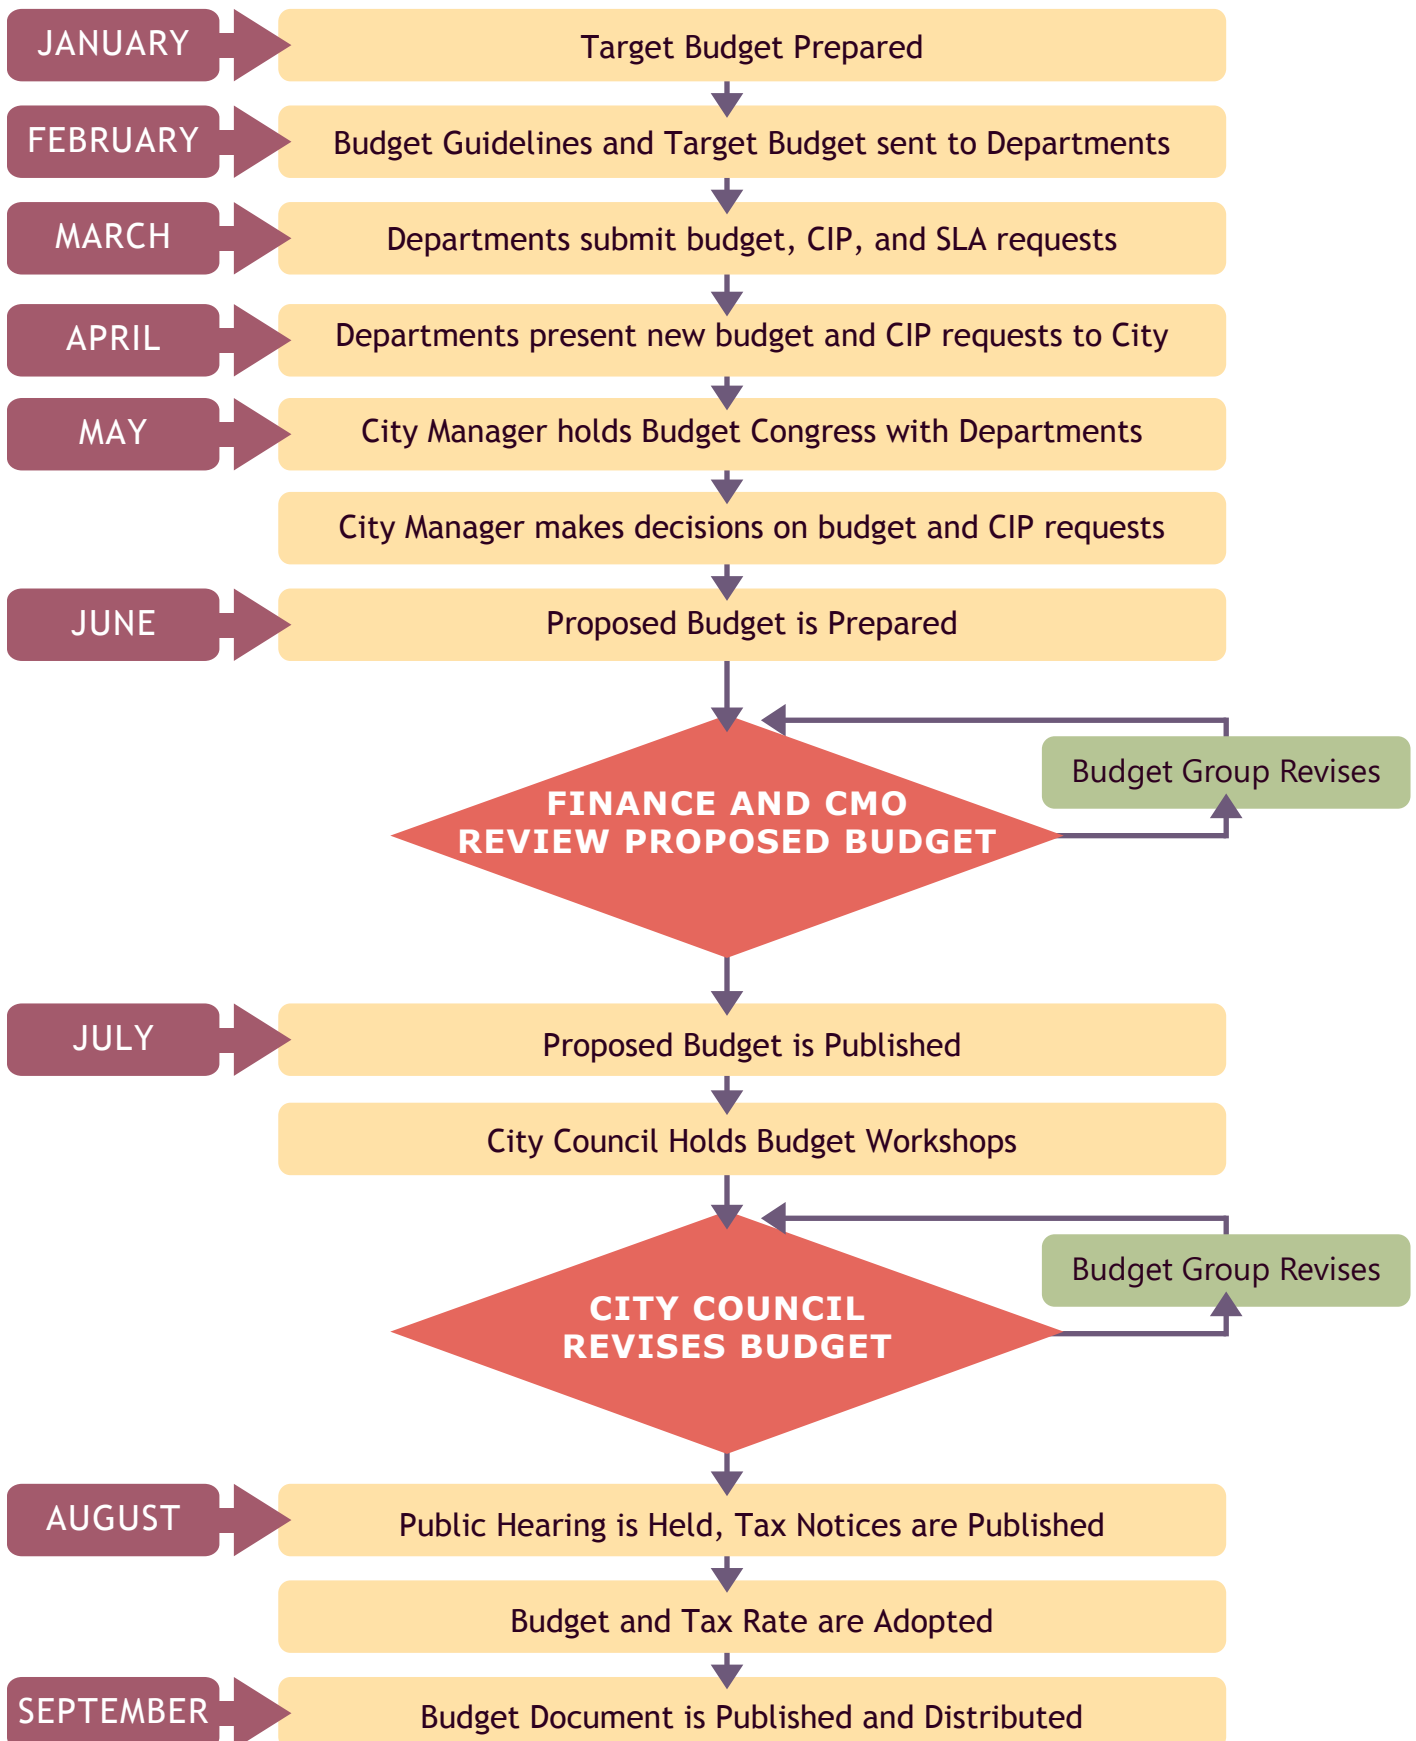 JANUARY
Target Budget Prepared
FEBRUARY
Budget Guidelines and Target Budget sent to Departments
MARCH
Departments submit budget, CIP, and SLA requests
APRIL
Departments present new budget and CIP requests to City
MAY
City Manager holds Budget Congress with Departments
City Manager makes decisions on budget and CIP requests
JUNE
Proposed Budget is Prepared
Budget Group Revises
FINANCE AND CMO
REVIEW PROPOSED BUDGET
JULY
Proposed Budget is Published
City Council Holds Budget Workshops
Budget Group Revises
CITY COUNCIL
REVISES BUDGET
AUGUST
Public Hearing is Held, Tax Notices are Published
Budget and Tax Rate are Adopted
SEPTEMBER
Budget Document is Published and Distributed